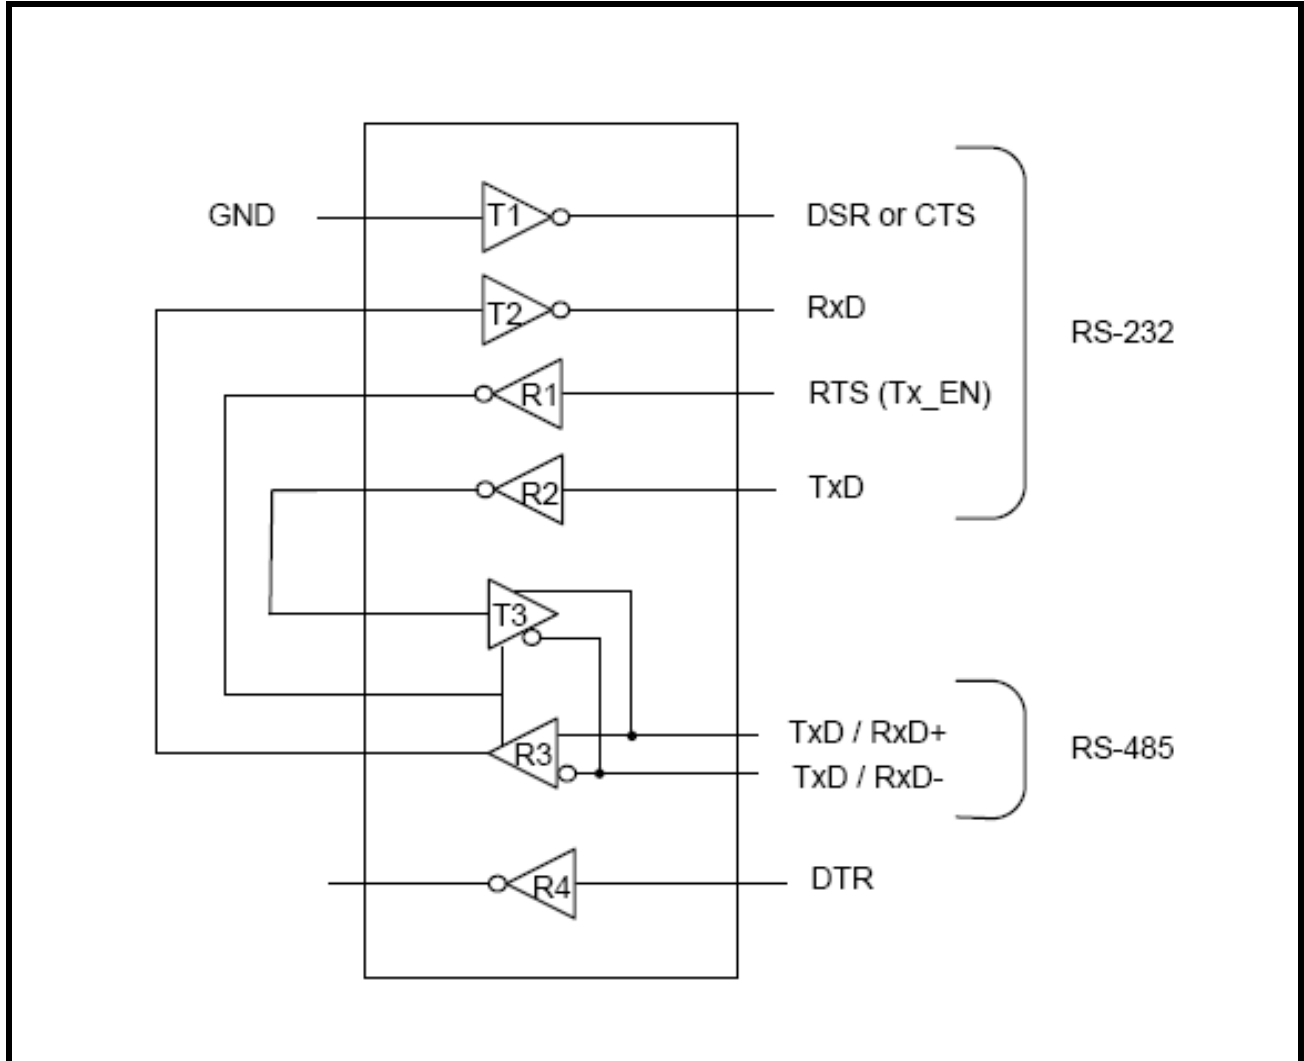 GND
T1
DSR or CTS
T2
RxD
RS-232
R1
RTS (Tx_EN)
R2
TxD
T3
TxD / RxD+
R3
RS-485
TxD / RxD-
R4
DTR